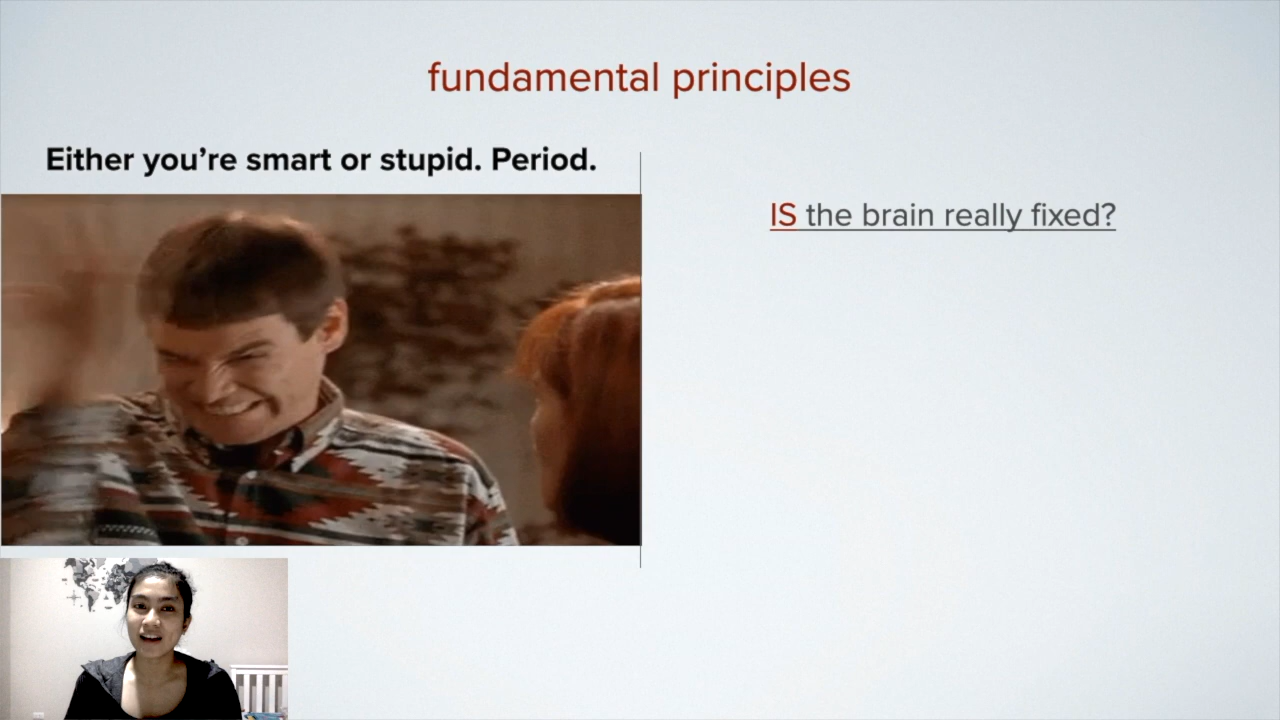 fundamental principles
Either you’re smart or stupid. Period.
IS the brain really fixed?